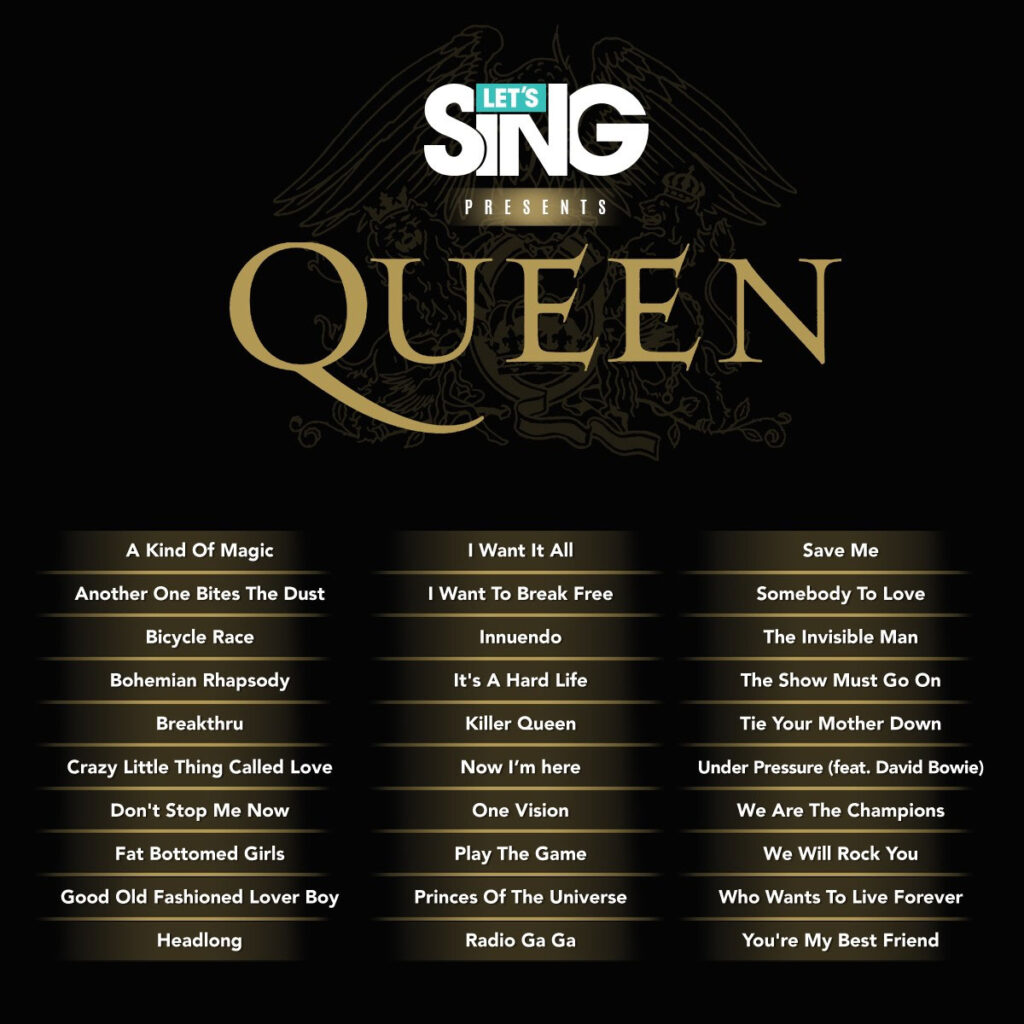 LET'S
SING
PRESENTS
QUEEN
A Kind Of Magic
Another One Bites The Dust
Bicycle Race
Bohemian Rhapsody
Breakthru
Crazy Little Thing Called Love
Don't Stop Me Now
Fat Bottomed Girls
Good Old Fashioned Lover Boy
Headlong
I Want It All
I Want To Break Free
Innuendo
It's A Hard Life
Killer Queen
Now I’m here
One Vision
Play The Game
Princes Of The Universe
Radio Ga Ga
Save Me
Somebody To Love
The Invisible Man
The Show Must Go On
Tie Your Mother Down
Under Pressure (feat. David Bowie)
We Are The Champions
We Will Rock You
Who Wants To Live Forever
You're My Best Friend